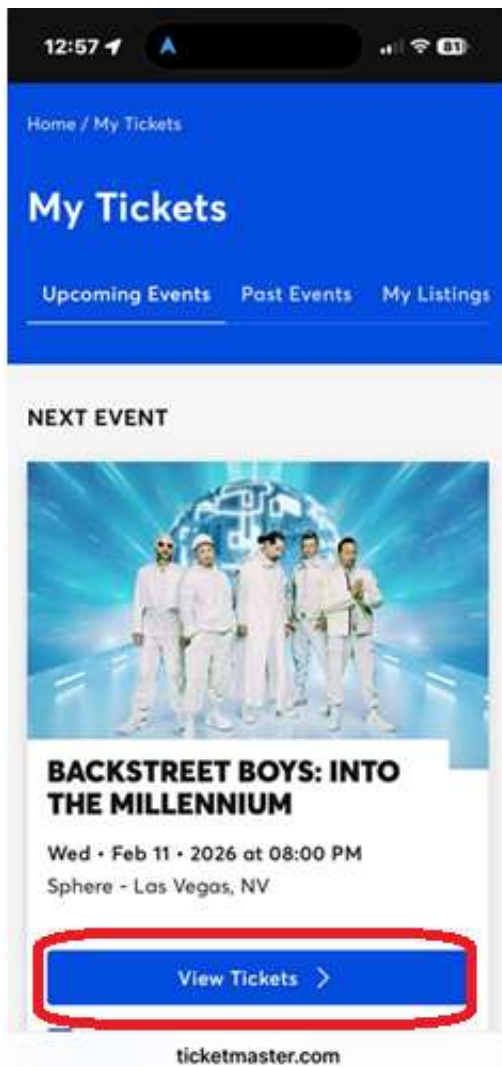 12:57
81
Home / My Tickets
My Tickets
Upcoming Events Past Events My Listings
NEXT EVENT
BACKSTREET BOYS: INTO
THE MILLENNIUM
Wed • Feb 11 • 2026 at 08:00 PM
Sphere - Las Vegas, NV
View Tickets
ticketmaster.com